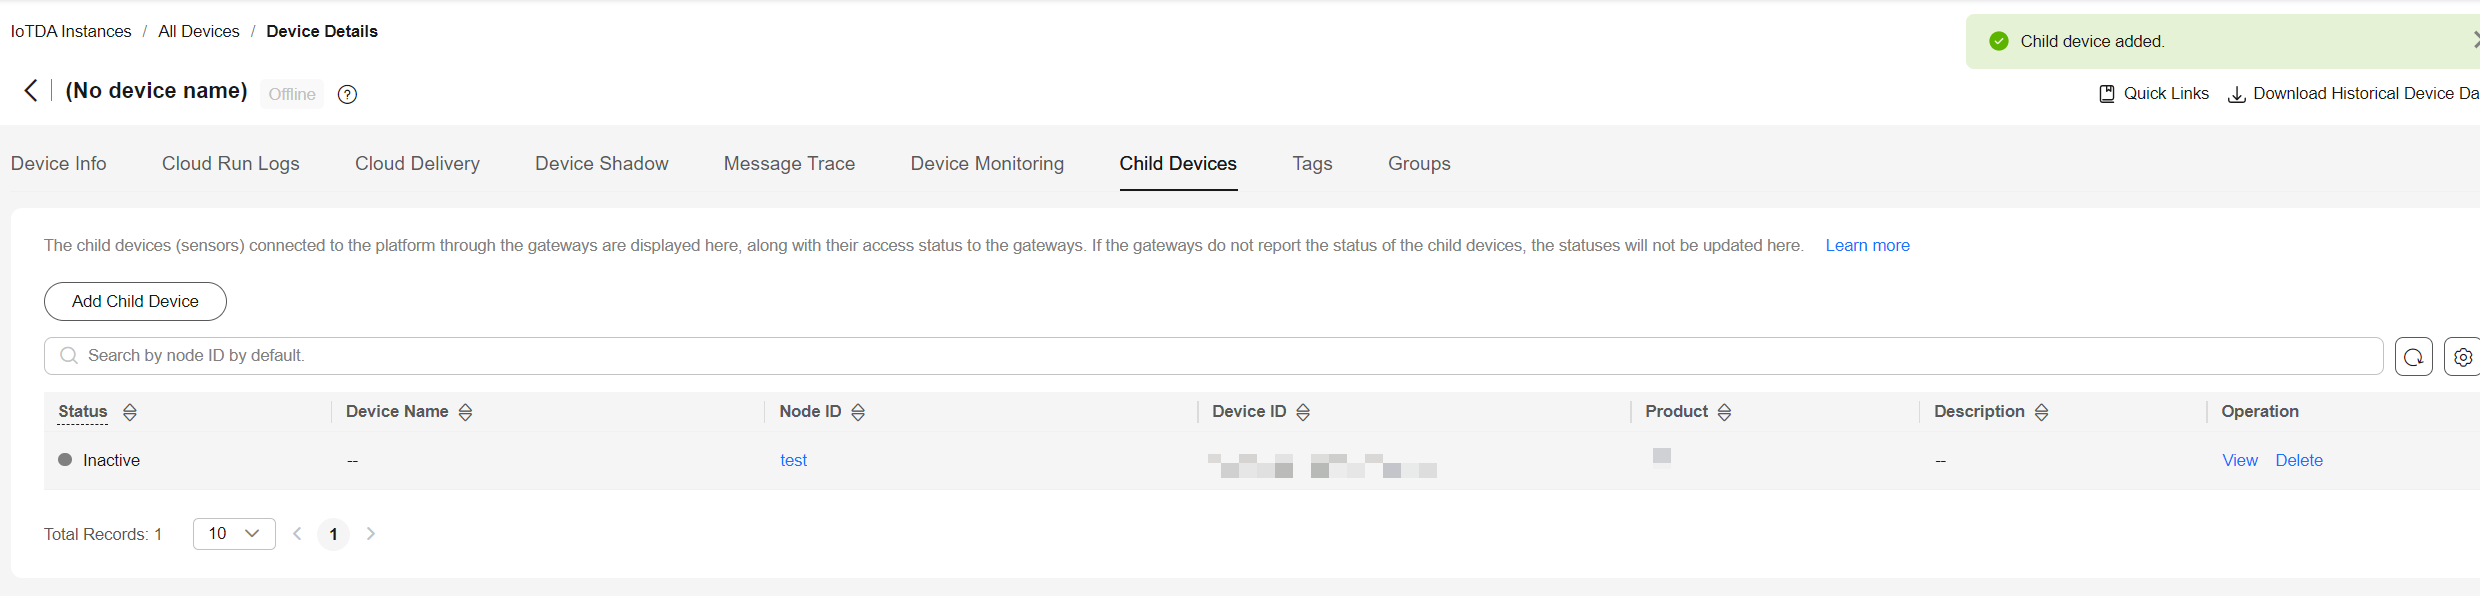 IoTDA Instances / All Devices / Device Details
Child device added.
(No device name) Offline ?
Quick Links Download Historical Device Da
Device Info Cloud Run Logs Cloud Delivery Device Shadow Message Trace Device Monitoring Child Devices Tags Groups
The child devices (sensors) connected to the platform through the gateways are displayed here, along with their access status to the gateways. If the gateways do not report the status of the child devices, the statuses will not be updated here. Learn more
Add Child Device
Search by node ID by default.
Status Device Name Node ID Device ID Product Description Operation
Inactive -- test -- View Delete
Total Records: 1 10 1